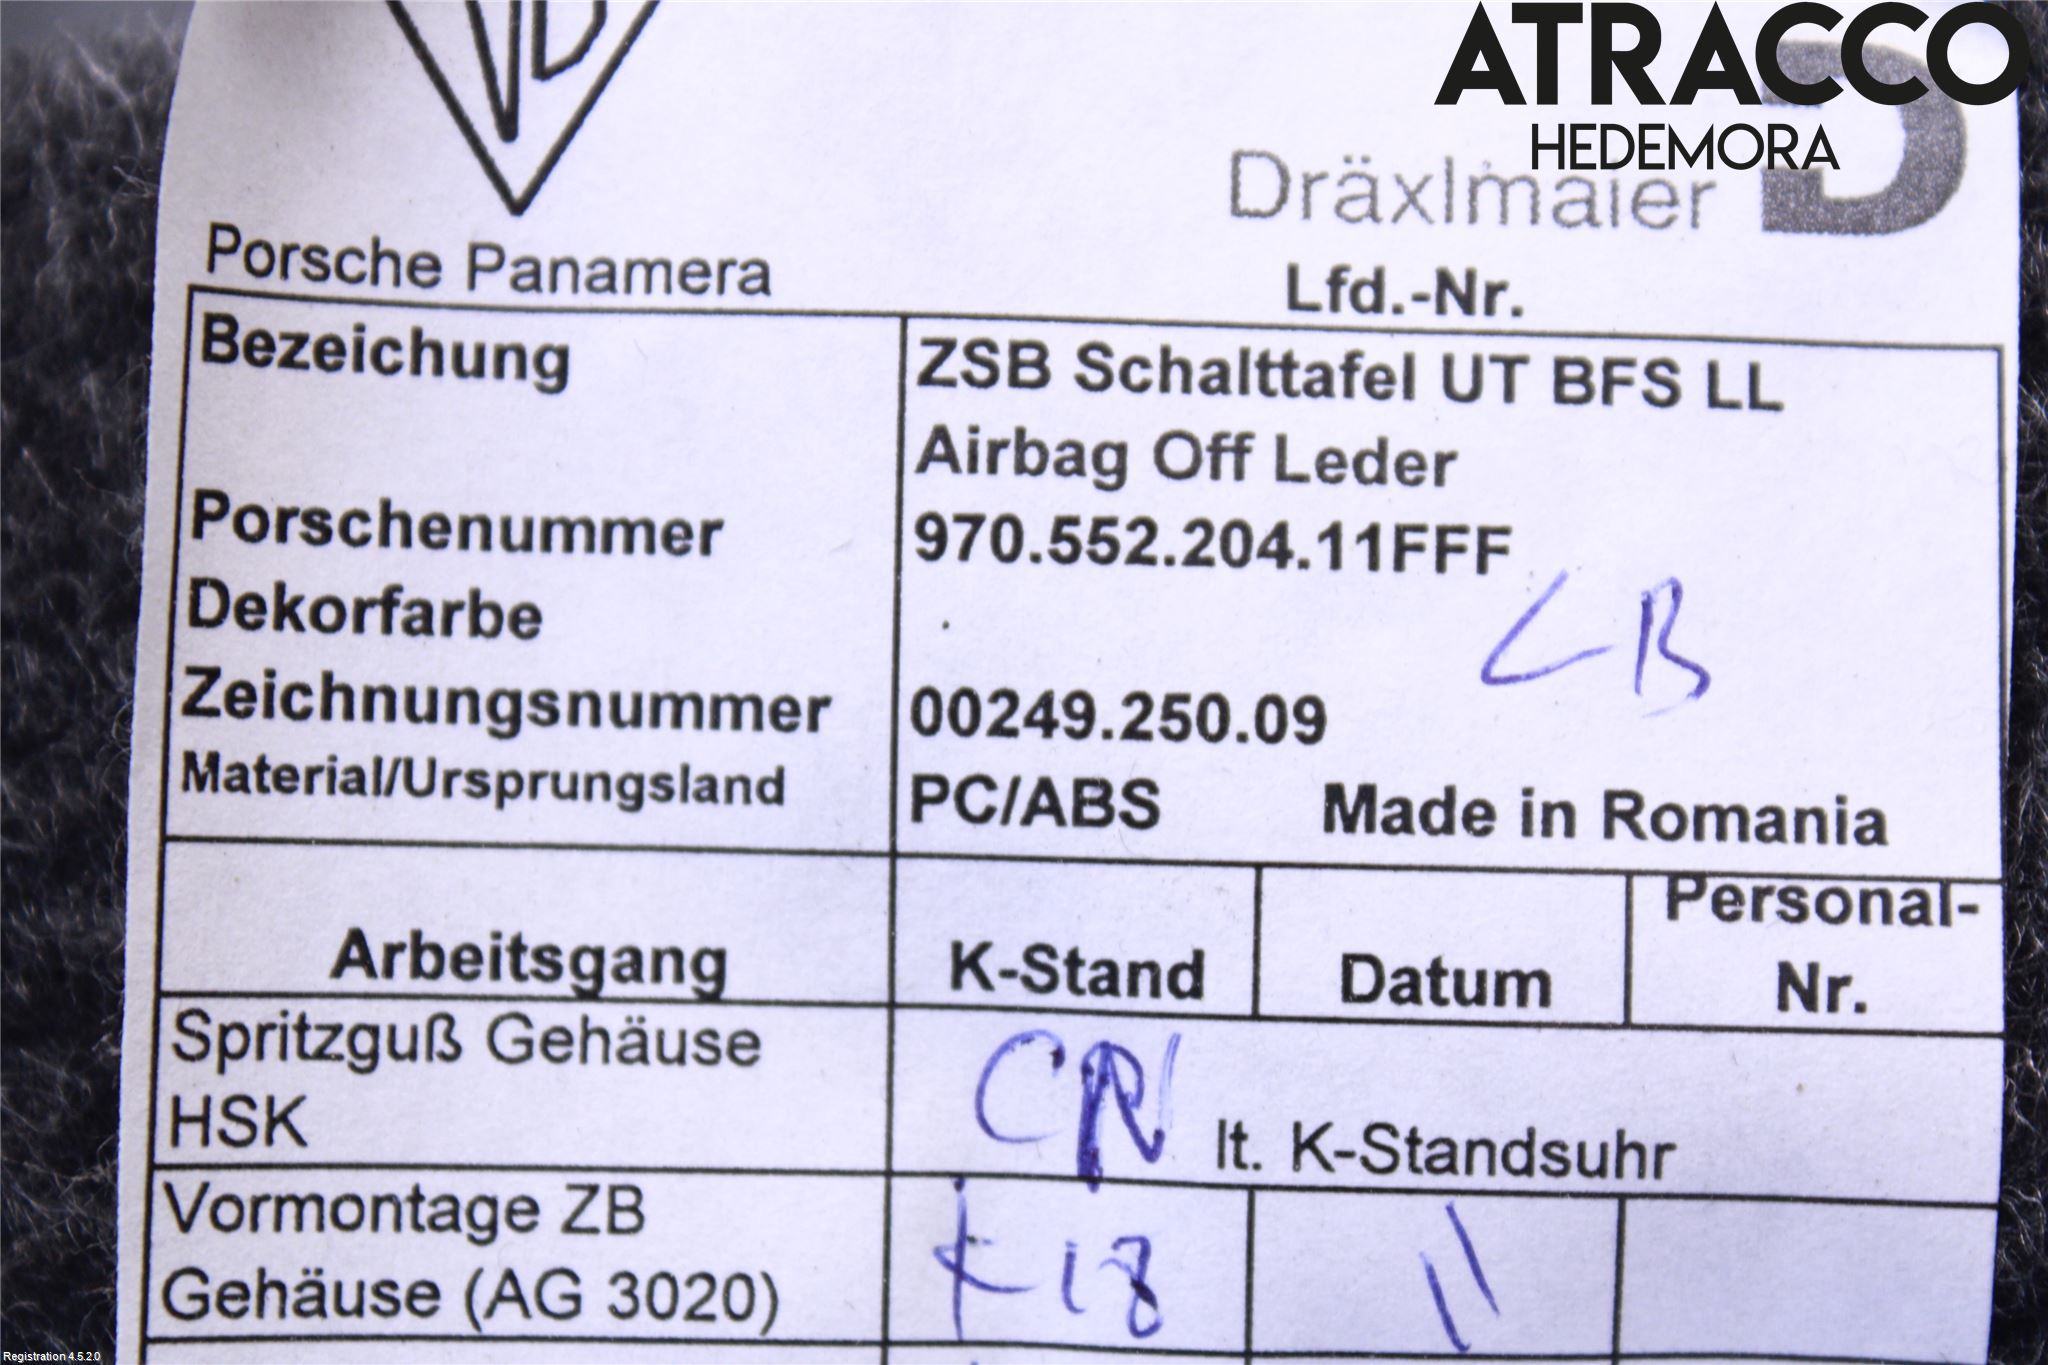 ATRACCO
HEDEMORA
Dräxlmaier
Porsche Panamera
Lfd.-Nr.
Bezeichung ZSB Schalttafel UT BFS LL
Airbag Off Leder
Porschenummer 970.552.204.11FFF
Dekorfarbe
Zeichnungsnummer 00249.250.09
Material/Ursprungsland PC/ABS Made in Romania
Arbeitsgang K-Stand Datum Personal-
Nr.
Spritzguß Gehäuse
HSK lt. K-Standsuhr
Vormontage ZB
Gehäuse (AG 3020)
Registration 4.5.2.0